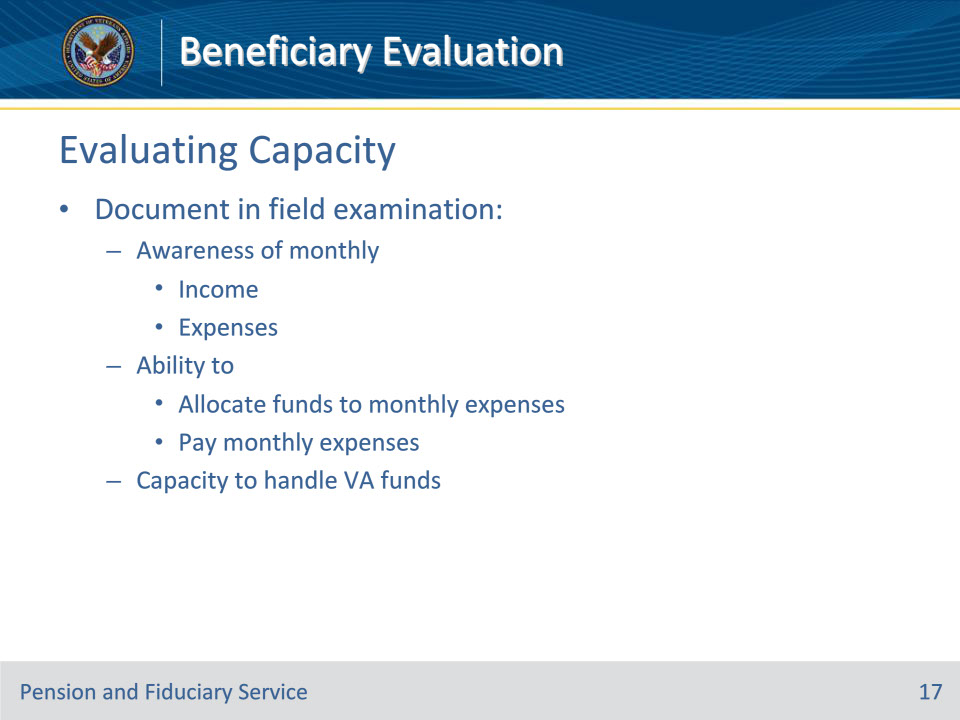 DEPARTMENT OF VETERANS AFFAIRS
UNITED STATES OF AMERICA
Beneficiary Evaluation
Evaluating Capacity
• Document in field examination:
– Awareness of monthly
• Income
• Expenses
– Ability to
• Allocate funds to monthly expenses
• Pay monthly expenses
– Capacity to handle VA funds
Pension and Fiduciary Service
17